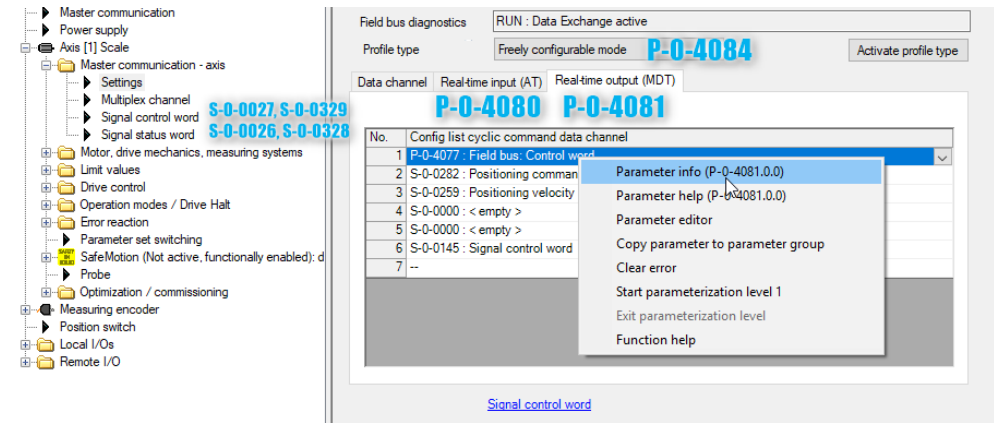 Master communication
Power supply
Axis [1] Scale
Master communication - axis
Settings
Multiplex channel
Signal control word
S-0-0027, S-0-0329
Signal status word
S-0-0026, S-0-0328
Motor, drive mechanics, measuring systems
Limit values
Drive control
Operation modes / Drive Halt
Error reaction
Parameter set switching
SafeMotion (Not active, functionally enabled): d
Probe
Optimization / commissioning
Measuring encoder
Position switch
Local I/Os
Remote I/O
Field bus diagnostics
RUN : Data Exchange active
Profile type
Freely configurable mode
P-0-4084
Activate profile type
Data channel
Real-time input (AT)
Real-time output (MDT)
P-0-4080
P-0-4081
No. Config list cyclic command data channel
1 P-0-4077 : Field bus: Control word
2 S-0-0282 : Positioning comman
3 S-0-0259 : Positioning velocity
4 S-0-0000 : < empty >
5 S-0-0000 : < empty >
6 S-0-0145 : Signal control word
7 --
Parameter info (P-0-4081.0.0)
Parameter help (P-0-4081.0.0)
Parameter editor
Copy parameter to parameter group
Clear error
Start parameterization level 1
Exit parameterization level
Function help
Signal control word